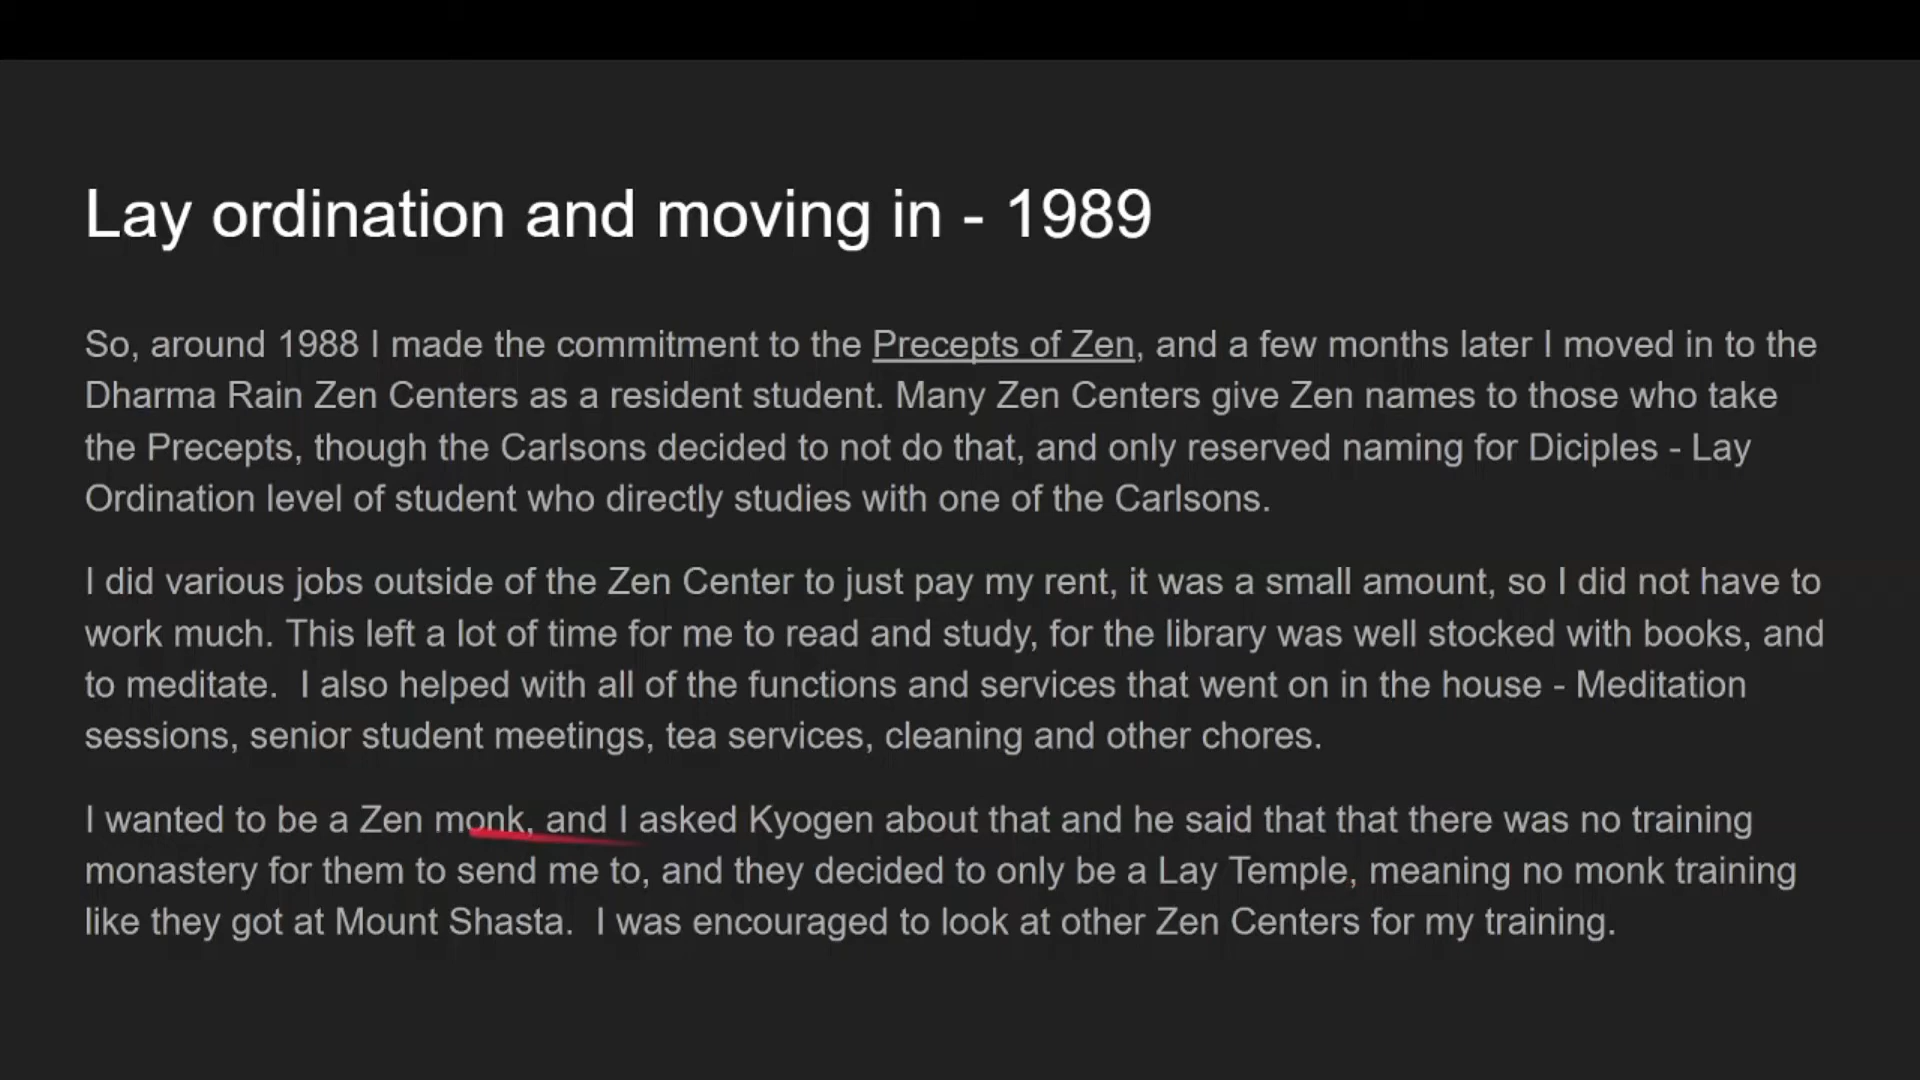 Lay ordination and moving in - 1989
So, around 1988 I made the commitment to the Precepts of Zen, and a few months later I moved in to the
Dharma Rain Zen Centers as a resident student. Many Zen Centers give Zen names to those who take
the Precepts, though the Carlsons decided to not do that, and only reserved naming for Diciples - Lay
Ordination level of student who directly studies with one of the Carlsons.
I did various jobs outside of the Zen Center to just pay my rent, it was a small amount, so I did not have to
work much. This left a lot of time for me to read and study, for the library was well stocked with books, and
to meditate.  I also helped with all of the functions and services that went on in the house - Meditation
sessions, senior student meetings, tea services, cleaning and other chores.
I wanted to be a Zen monk, and I asked Kyogen about that and he said that that there was no training
monastery for them to send me to, and they decided to only be a Lay Temple, meaning no monk training
like they got at Mount Shasta.  I was encouraged to look at other Zen Centers for my training.